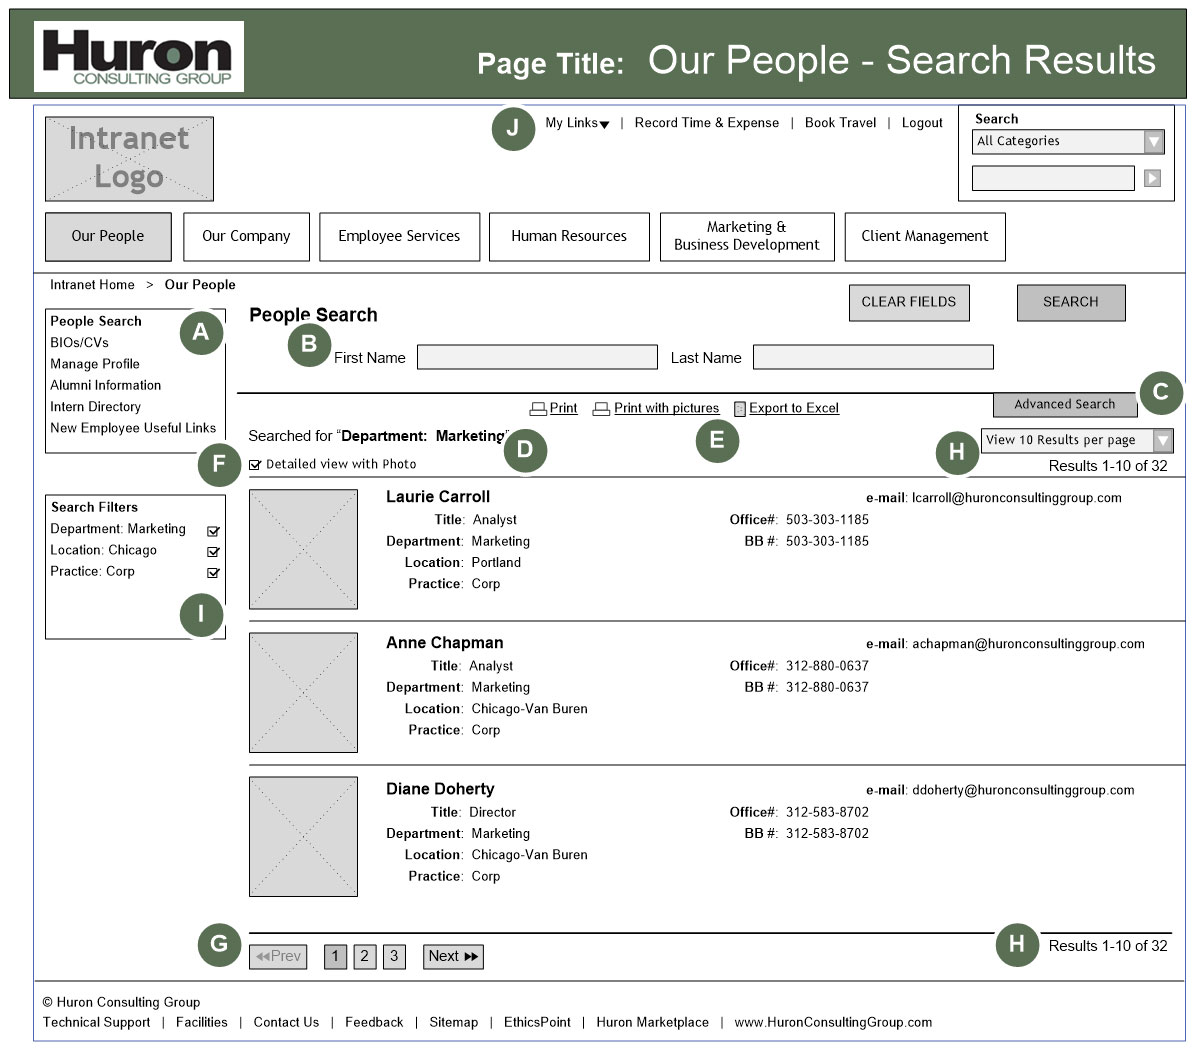 Huron
CONSULTING GROUP
Page Title: Our People - Search Results
Intranet
Logo
J
My Links | Record Time & Expense | Book Travel | Logout
Search
All Categories
Our People
Our Company
Employee Services
Human Resources
Marketing &
Business Development
Client Management
Intranet Home > Our People
People Search
BIOs/CVs
Manage Profile
Alumni Information
Intern Directory
New Employee Useful Links
A
F
Search Filters
Department: Marketing
Location: Chicago
Practice: Corp
I
People Search
CLEAR FIELDS
SEARCH
B
First Name
Last Name
Print
Print with pictures
Export to Excel
Advanced Search
C
Searched for “Department: Marketing”
D
E
H
View 10 Results per page
Detailed view with Photo
Results 1-10 of 32
Laurie Carroll
e-mail: lcarroll@huronconsultinggroup.com
Title: Analyst
Office#: 503-303-1185
Department: Marketing
BB #: 503-303-1185
Location: Portland
Practice: Corp
Anne Chapman
e-mail: achapman@huronconsultinggroup.com
Title: Analyst
Office#: 312-880-0637
Department: Marketing
BB #: 312-880-0637
Location: Chicago-Van Buren
Practice: Corp
Diane Doherty
e-mail: ddoherty@huronconsultinggroup.com
Title: Director
Office#: 312-583-8702
Department: Marketing
BB #: 312-583-8702
Location: Chicago-Van Buren
Practice: Corp
G
Prev 1 2 3 Next
H
Results 1-10 of 32
© Huron Consulting Group
Technical Support | Facilities | Contact Us | Feedback | Sitemap | EthicsPoint | Huron Marketplace | www.HuronConsultingGroup.com